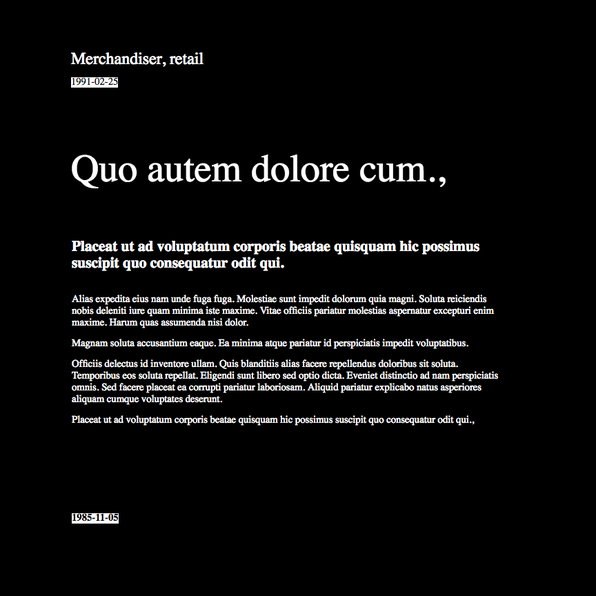 Merchandiser, retail
1991-02-25
Quo autem dolore cum.,
Placeat ut ad voluptatum corporis beatae quisquam hic possimus
suscipit quo consequatur odit qui.
Alias expedita eius nam unde fuga fuga. Molestiae sunt impedit dolorum quia magni. Soluta reiciendis
nobis deleniti iure quam minima iste maxime. Vitae officiis pariatur molestias aspernatur excepturi enim
maxime. Harum quas assumenda nisi dolor.
Magnam soluta accusantium eaque. Ea minima atque pariatur id perspiciatis impedit voluptatibus.
Officiis delectus id inventore ullam. Quis blanditiis alias facere repellendus doloribus sit soluta.
Temporibus eos soluta repellat. Eligendi sunt libero sed optio dicta. Eveniet distinctio ad nam perspiciatis
omnis. Sed facere placeat ea corrupti pariatur laboriosam. Aliquid pariatur explicabo natus asperiores
aliquam cumque voluptates deserunt.
Placeat ut ad voluptatum corporis beatae quisquam hic possimus suscipit quo consequatur odit qui.,
1985-11-05